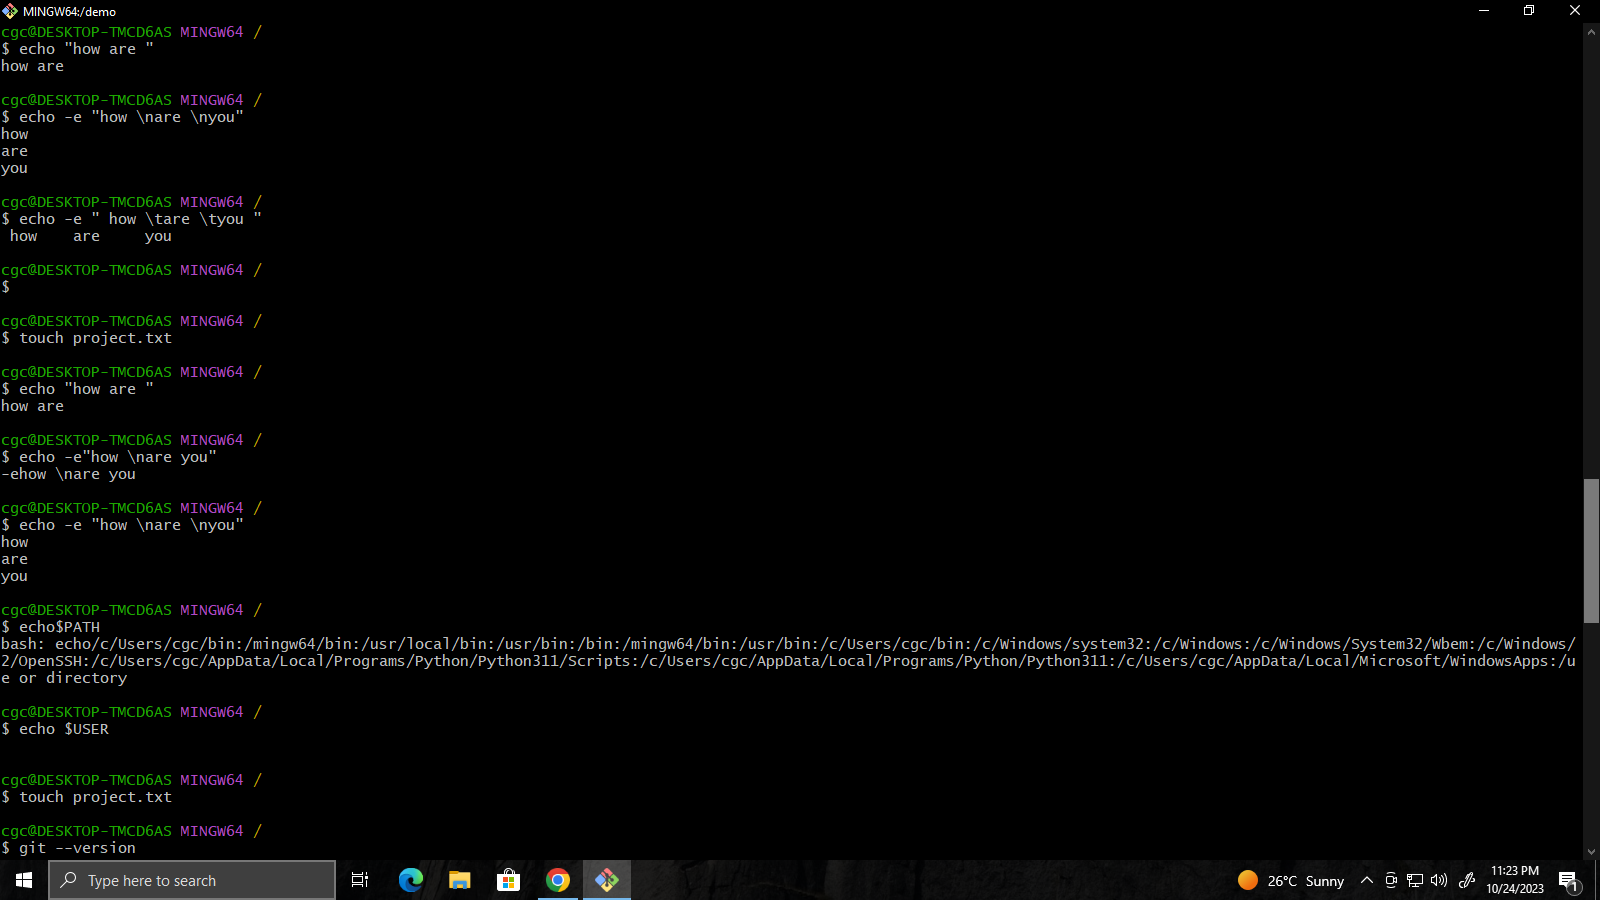 MINGW64:/demo
cgc@DESKTOP-TMCD6AS MINGW64 /
$ echo "how are "
how are
cgc@DESKTOP-TMCD6AS MINGW64 /
$ echo -e "how \nare \nyou"
how
are
you
cgc@DESKTOP-TMCD6AS MINGW64 /
$ echo -e " how \tare \tyou "
 how    are     you
cgc@DESKTOP-TMCD6AS MINGW64 /
$
cgc@DESKTOP-TMCD6AS MINGW64 /
$ touch project.txt
cgc@DESKTOP-TMCD6AS MINGW64 /
$ echo "how are "
how are
cgc@DESKTOP-TMCD6AS MINGW64 /
$ echo -e"how \nare you"
-ehow \nare you
cgc@DESKTOP-TMCD6AS MINGW64 /
$ echo -e "how \nare \nyou"
how
are
you
cgc@DESKTOP-TMCD6AS MINGW64 /
$ echo$PATH
bash: echo/c/Users/cgc/bin:/mingw64/bin:/usr/local/bin:/usr/bin:/bin:/mingw64/bin:/usr/bin:/c/Users/cgc/bin:/c/Windows/system32:/c/Windows:/c/Windows/System32/Wbem:/c/Windows/
2/OpenSSH:/c/Users/cgc/AppData/Local/Programs/Python/Python311/Scripts:/c/Users/cgc/AppData/Local/Programs/Python/Python311:/c/Users/cgc/AppData/Local/Microsoft/WindowsApps:/u
e or directory
cgc@DESKTOP-TMCD6AS MINGW64 /
$ echo $USER
cgc@DESKTOP-TMCD6AS MINGW64 /
$ touch project.txt
cgc@DESKTOP-TMCD6AS MINGW64 /
$ git --version
Type here to search
26°C Sunny
11:23 PM
10/24/2023
1